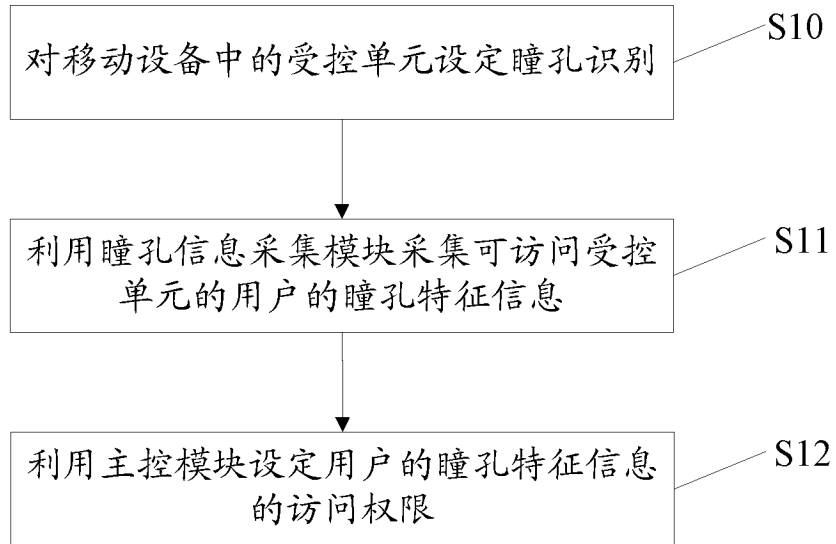 对移动设备中的受控单元设定瞳孔识别
S10
利用瞳孔信息采集模块采集可访问受控
单元的用户的瞳孔特征信息
S11
利用主控模块设定用户的瞳孔特征信息
的访问权限
S12